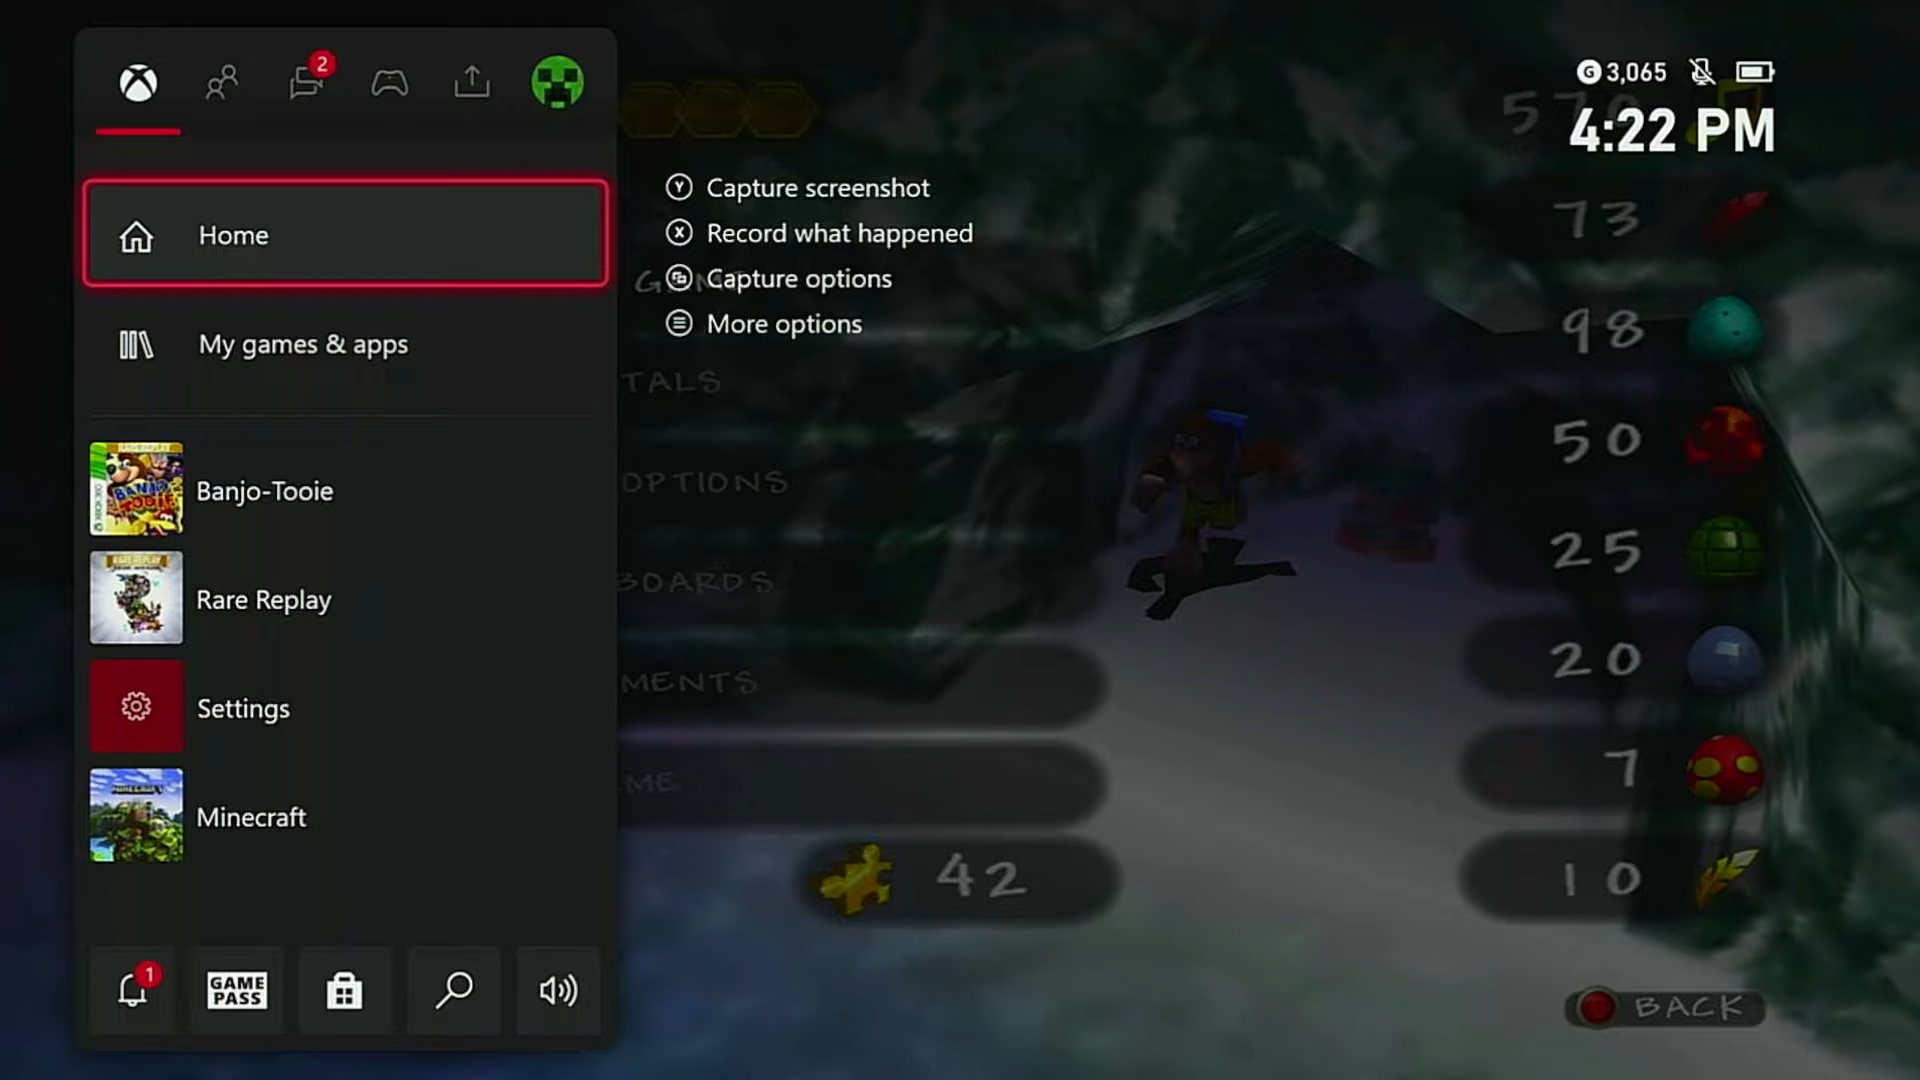 2
G 3,065
4:22 PM
Home
Y Capture screenshot
X Record what happened
Capture options
More options
My games & apps
TALS
OPTIONS
BOARDS
MENTS
ME
Banjo-Tooie
Rare Replay
Settings
Minecraft
73
98
50
25
20
7
10
42
1
GAME
PASS
BACK